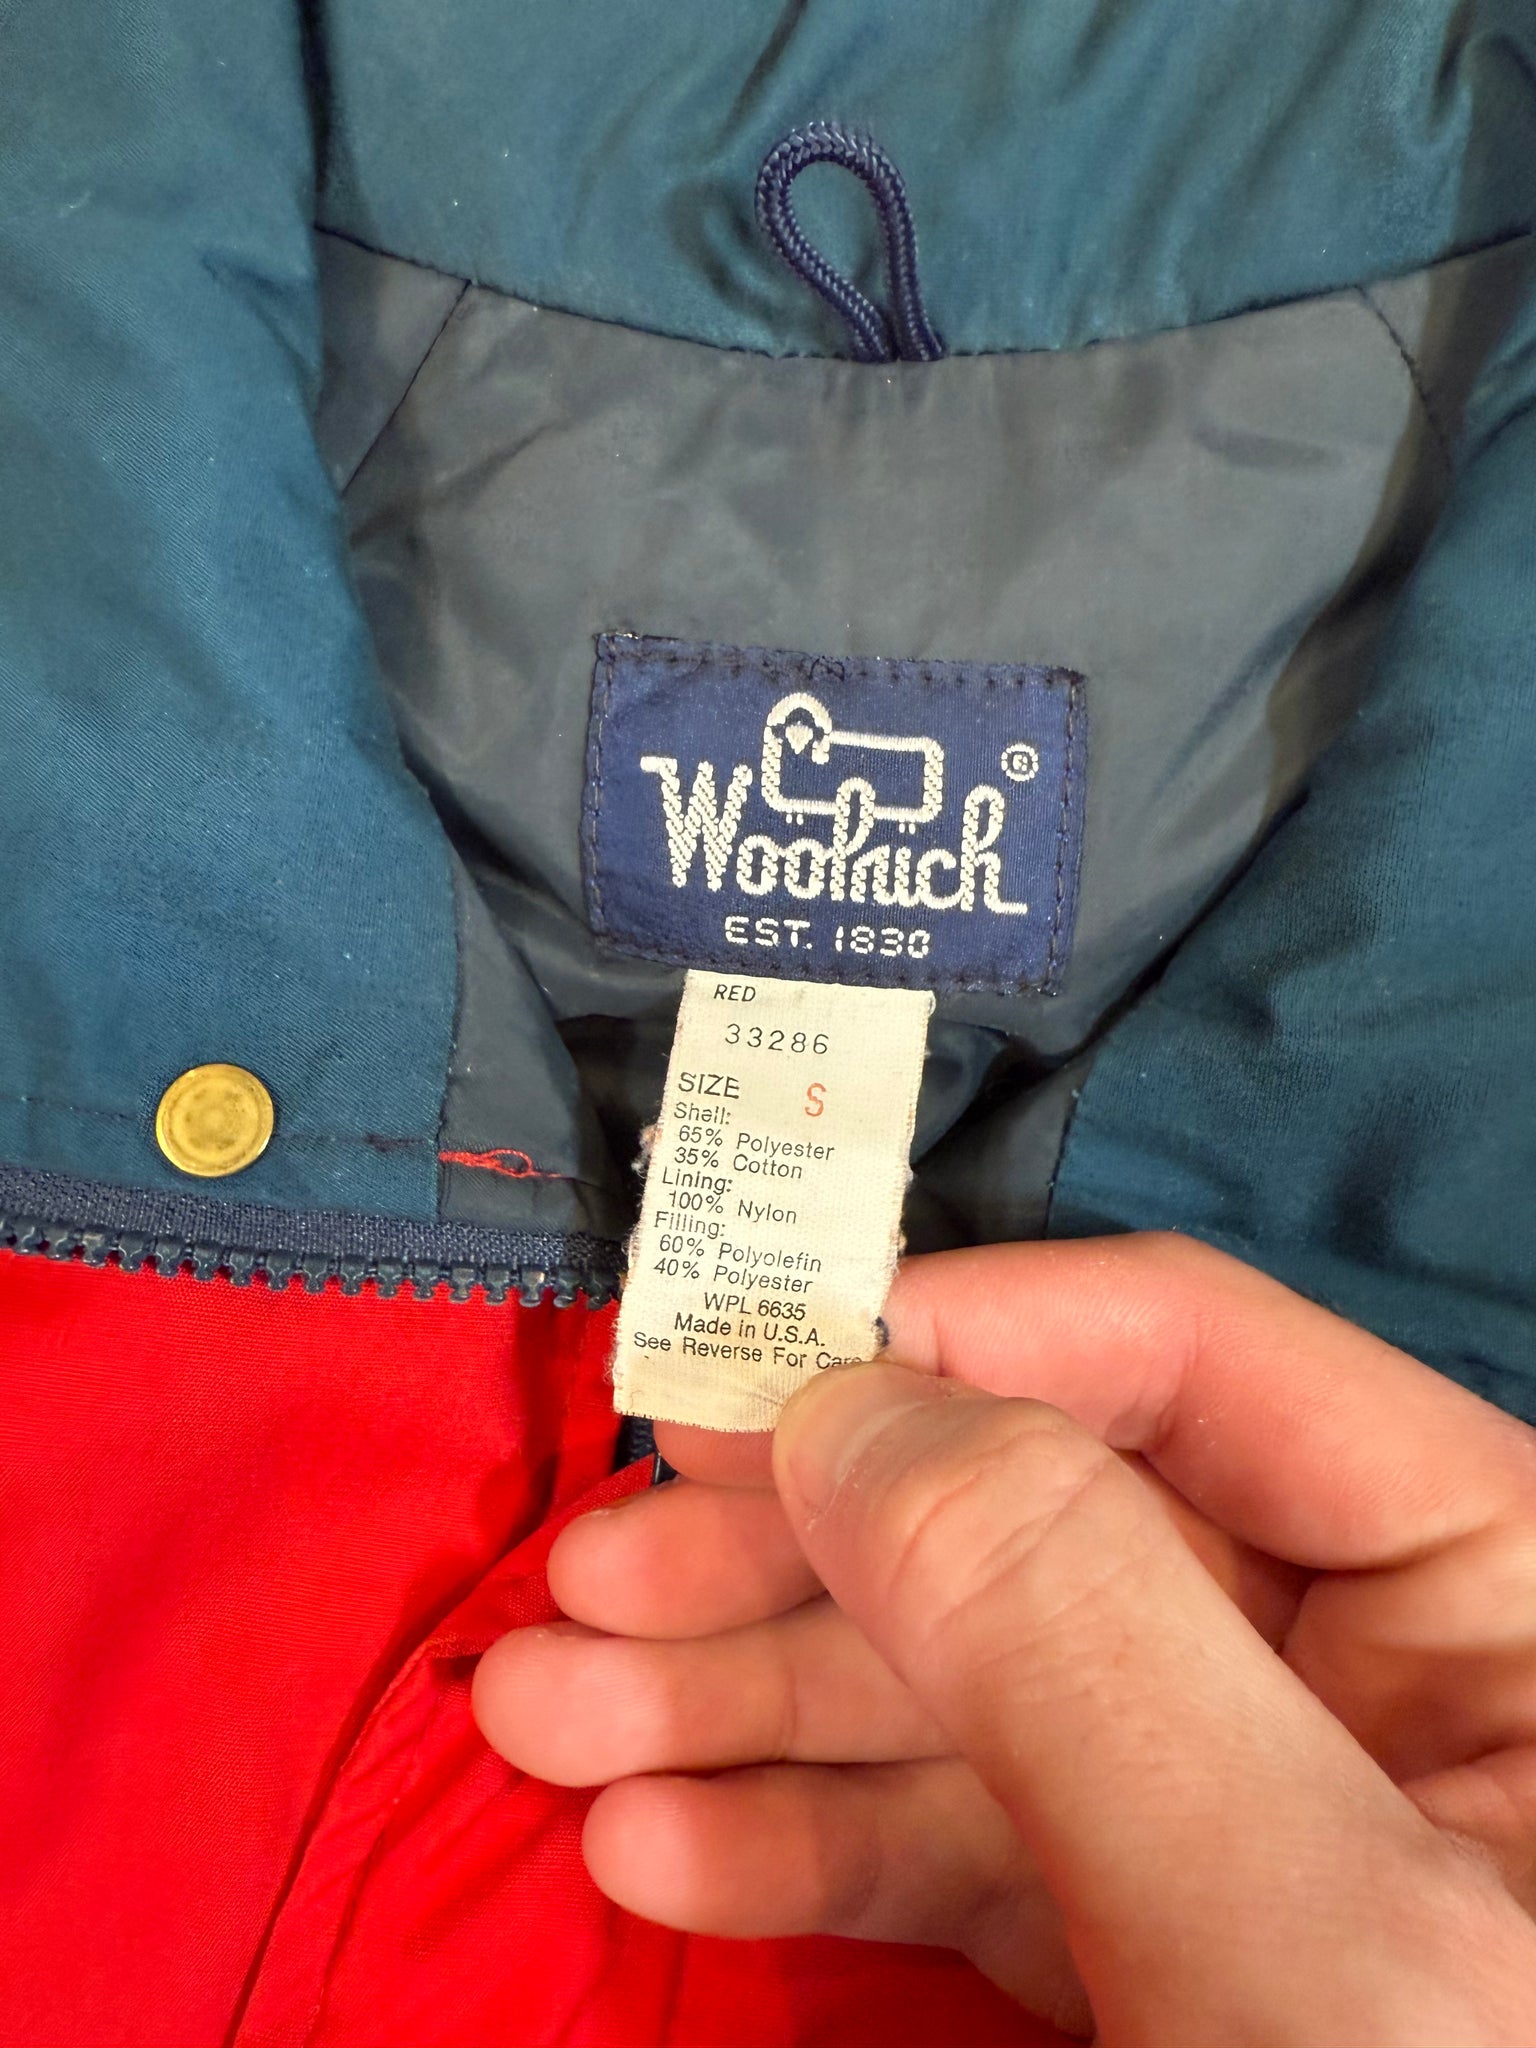 Woolrich
®
EST. 1830
RED
33286
SIZE S
Shell:
65% Polyester
35% Cotton
Lining:
100% Nylon
Filling:
60% Polyolefin
40% Polyester
WPL 6635
Made in U.S.A.
See Reverse For Care